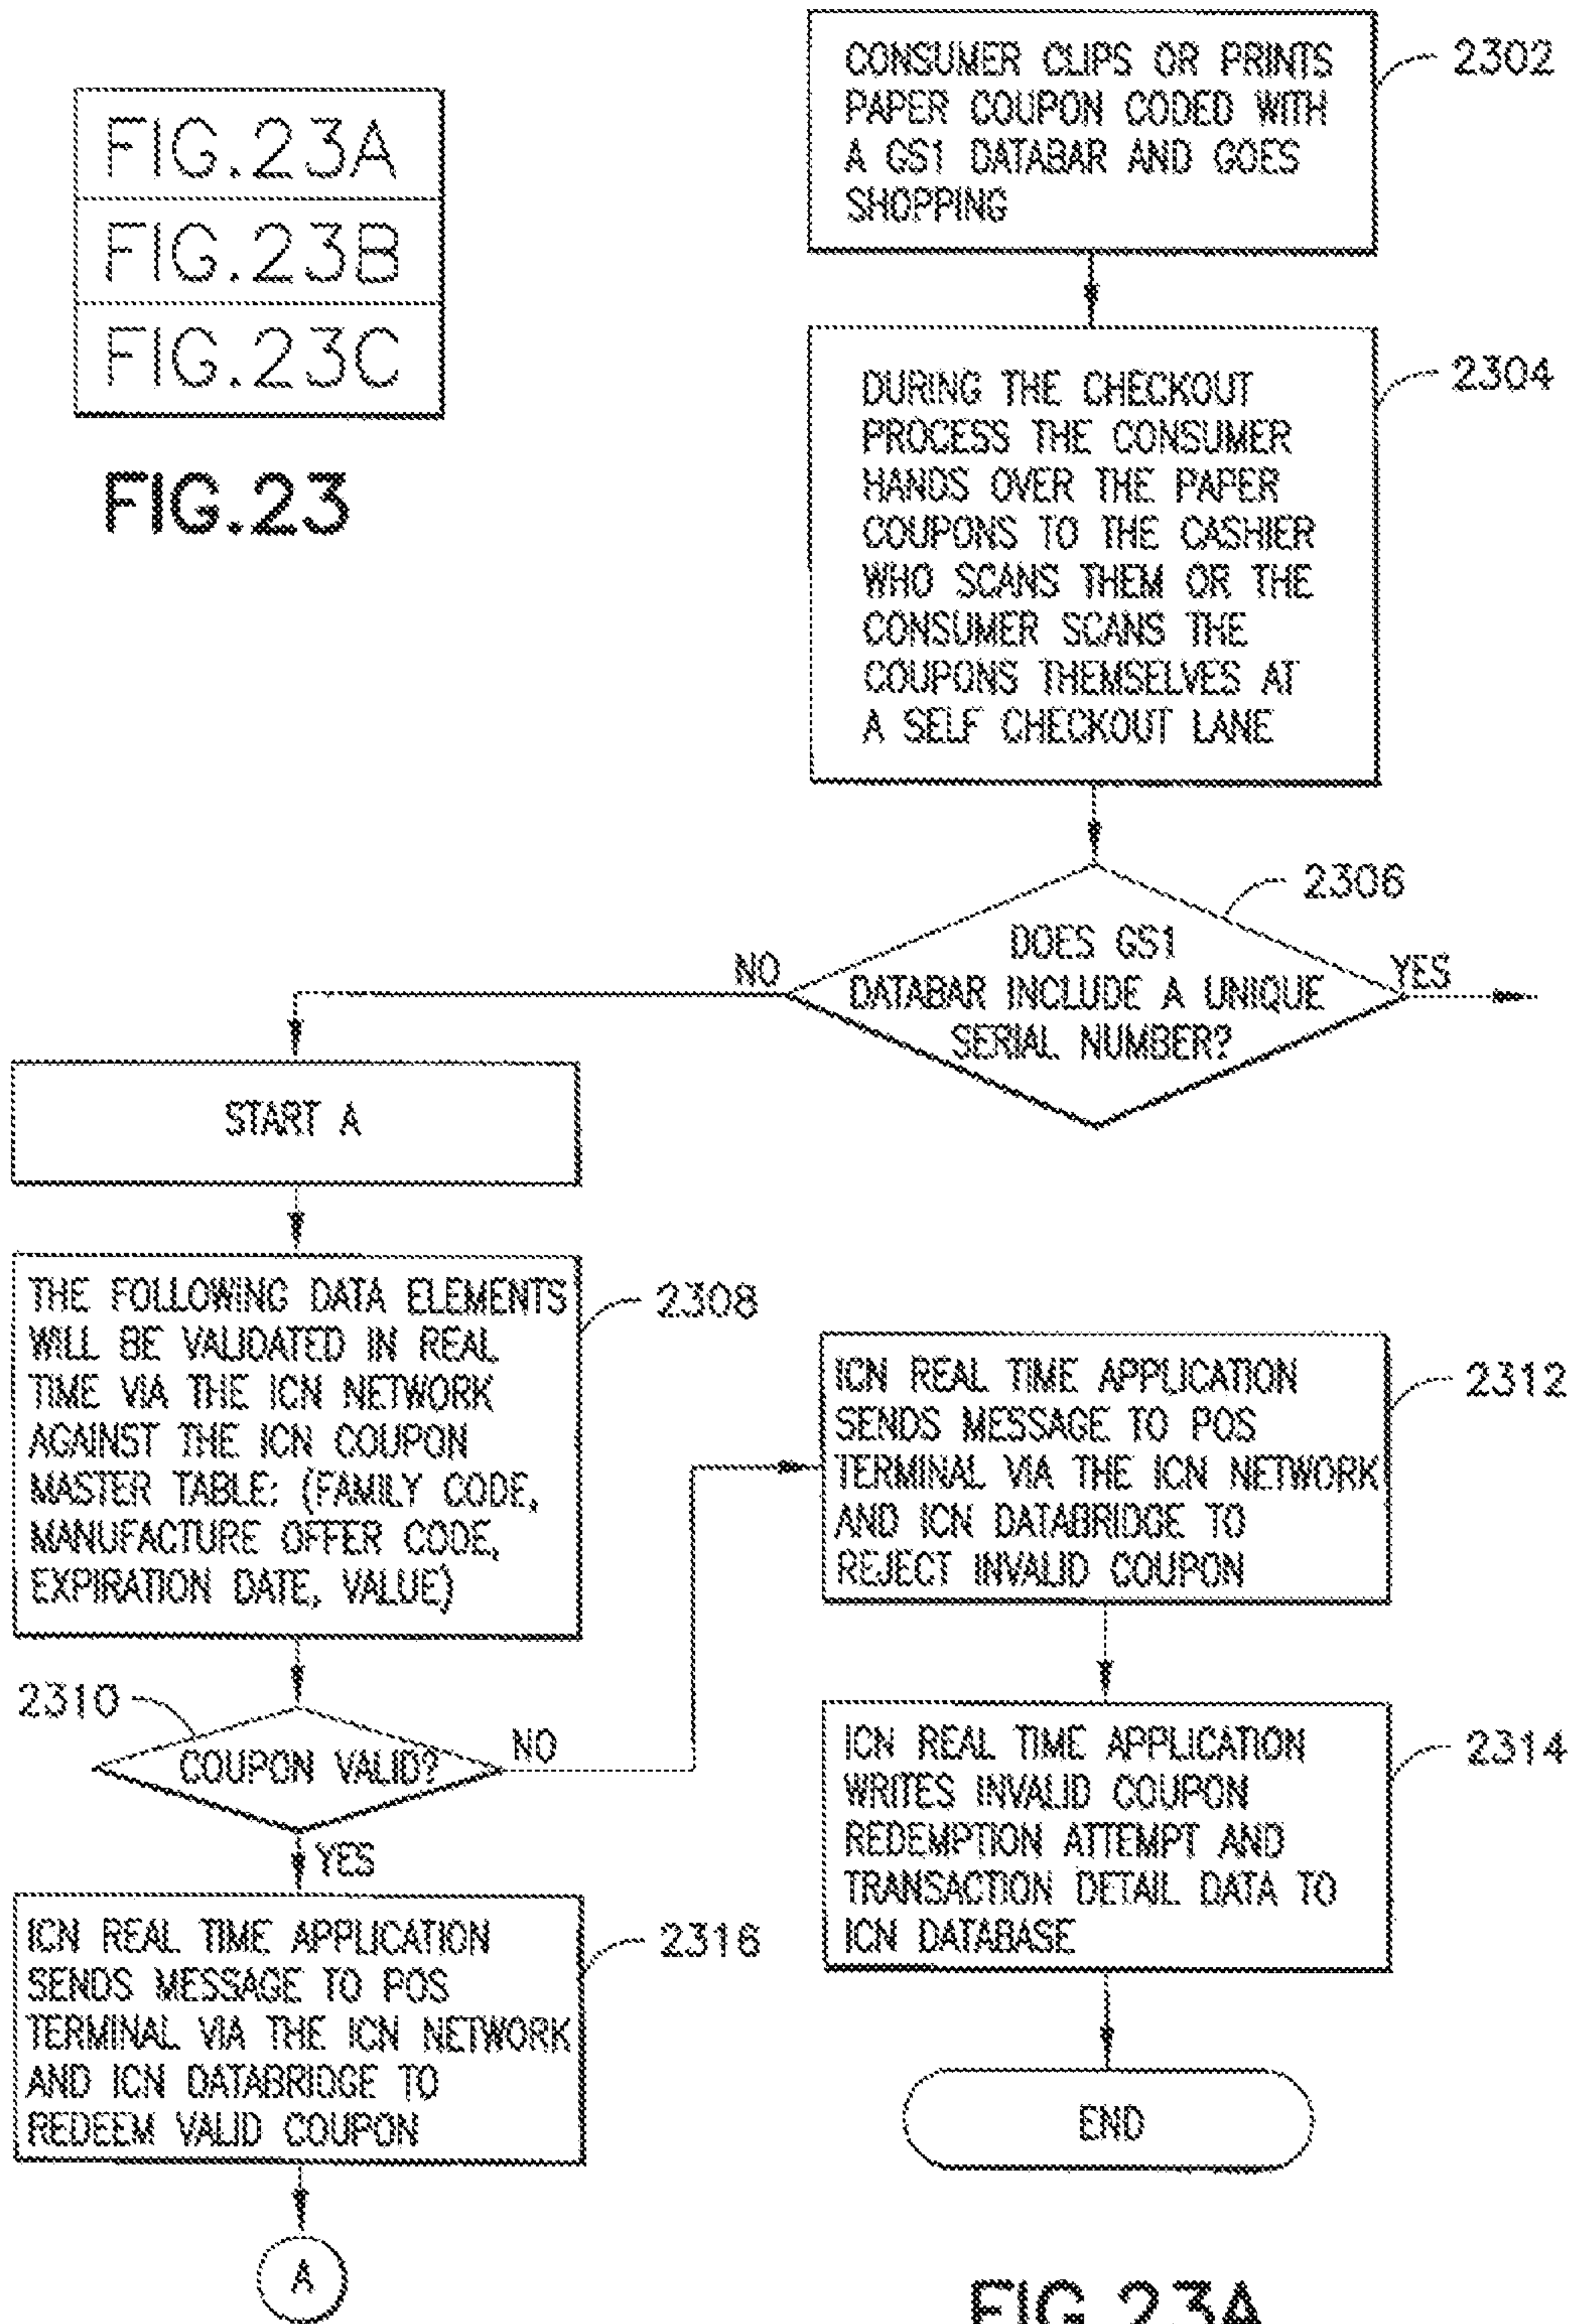 FIG.23A
FIG.23B
FIG.23C
FIG.23
CONSUMER CLIPS OR PRINTS
PAPER COUPON CODED WITH
A GS1 DATABAR AND GOES
SHOPPING
2302
DURING THE CHECKOUT
PROCESS THE CONSUMER
HANDS OVER THE PAPER
COUPONS TO THE CASHIER
WHO SCANS THEM OR THE
CONSUMER SCANS THE
COUPONS THEMSELVES AT
A SELF CHECKOUT LANE
2304
DOES GS1
DATABAR INCLUDE A UNIQUE
SERIAL NUMBER?
2306
NO
YES
START A
THE FOLLOWING DATA ELEMENTS
WILL BE VALIDATED IN REAL
TIME VIA THE ICN NETWORK
AGAINST THE ICN COUPON
MASTER TABLE: (FAMILY CODE,
MANUFACTURE OFFER CODE,
EXPIRATION DATE, VALUE)
2308
2310
COUPON VALID?
NO
YES
ICN REAL TIME APPLICATION
SENDS MESSAGE TO POS
TERMINAL VIA THE ICN NETWORK
AND ICN DATABRIDGE TO
REJECT INVALID COUPON
2312
ICN REAL TIME APPLICATION
WRITES INVALID COUPON
REDEMPTION ATTEMPT AND
TRANSACTION DETAIL DATA TO
ICN DATABASE
2314
END
ICN REAL TIME APPLICATION
SENDS MESSAGE TO POS
TERMINAL VIA THE ICN NETWORK
AND ICN DATABRIDGE TO
REDEEM VALID COUPON
2316
A
FIG.23A